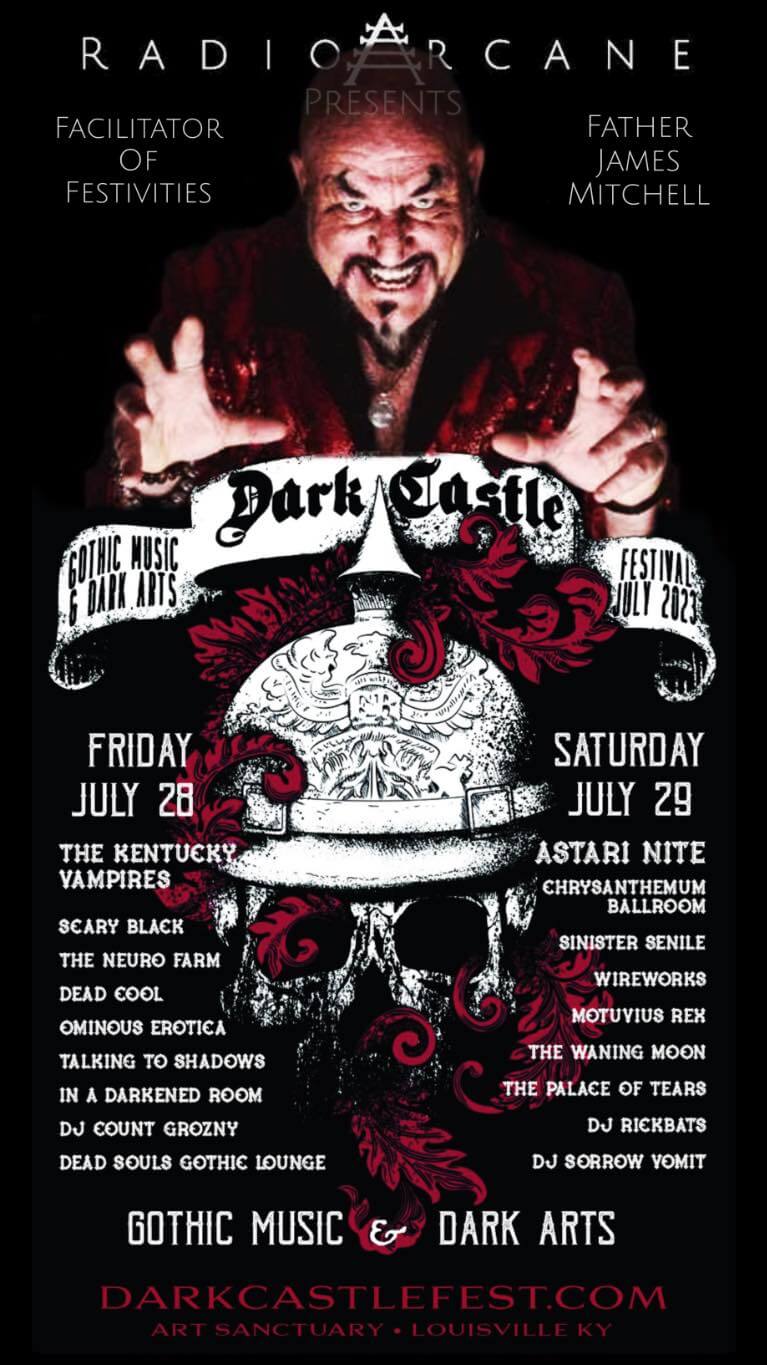 RADIO ARCANE
PRESENTS
FACILITATOR
OF
FESTIVITIES
FATHER
JAMES
MITCHELL
Dark Castle
GOTHIC MUSIC
& DARK ARTS
FESTIVAL
JULY 2023
FRIDAY
JULY 28
THE KENTUCKY
VAMPIRES
SCARY BLACK
THE NEURO FARM
DEAD COOL
OMINOUS EROTICA
TALKING TO SHADOWS
IN A DARKENED ROOM
DJ COUNT GROZNY
DEAD SOULS GOTHIC LOUNGE
SATURDAY
JULY 29
ASTARI NITE
CHRYSANTHEMUM
BALLROOM
SINISTER SENILE
WIREWORKS
MOTUVIUS REX
THE WANING MOON
THE PALACE OF TEARS
DJ RICKBATS
DJ SORROW VOMIT
GOTHIC MUSIC & DARK ARTS
DARKCASTLEFEST.COM
ART SANCTUARY • LOUISVILLE KY